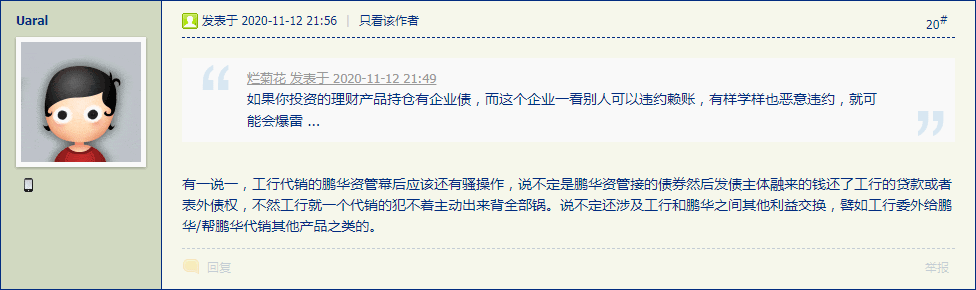 Uaral
发表于 2020-11-12 21:56 | 只看该作者
20#
烂菊花 发表于 2020-11-12 21:49
如果你投资的理财产品持仓有企业债，而这个企业一看别人可以违约赖账，有样学样也恶意违约，就可
能会爆雷 ...
有一说一，工行代销的鹏华资管幕后应该还有骚操作，说不定是鹏华资管接的债券然后发债主体融来的钱还了工行的贷款或者
表外债权，不然工行就一个代销的犯不着主动出来背全部锅。说不定还涉及工行和鹏华之间其他利益交换，譬如工行委外给鹏
华/帮鹏华代销其他产品之类的。
回复
举报